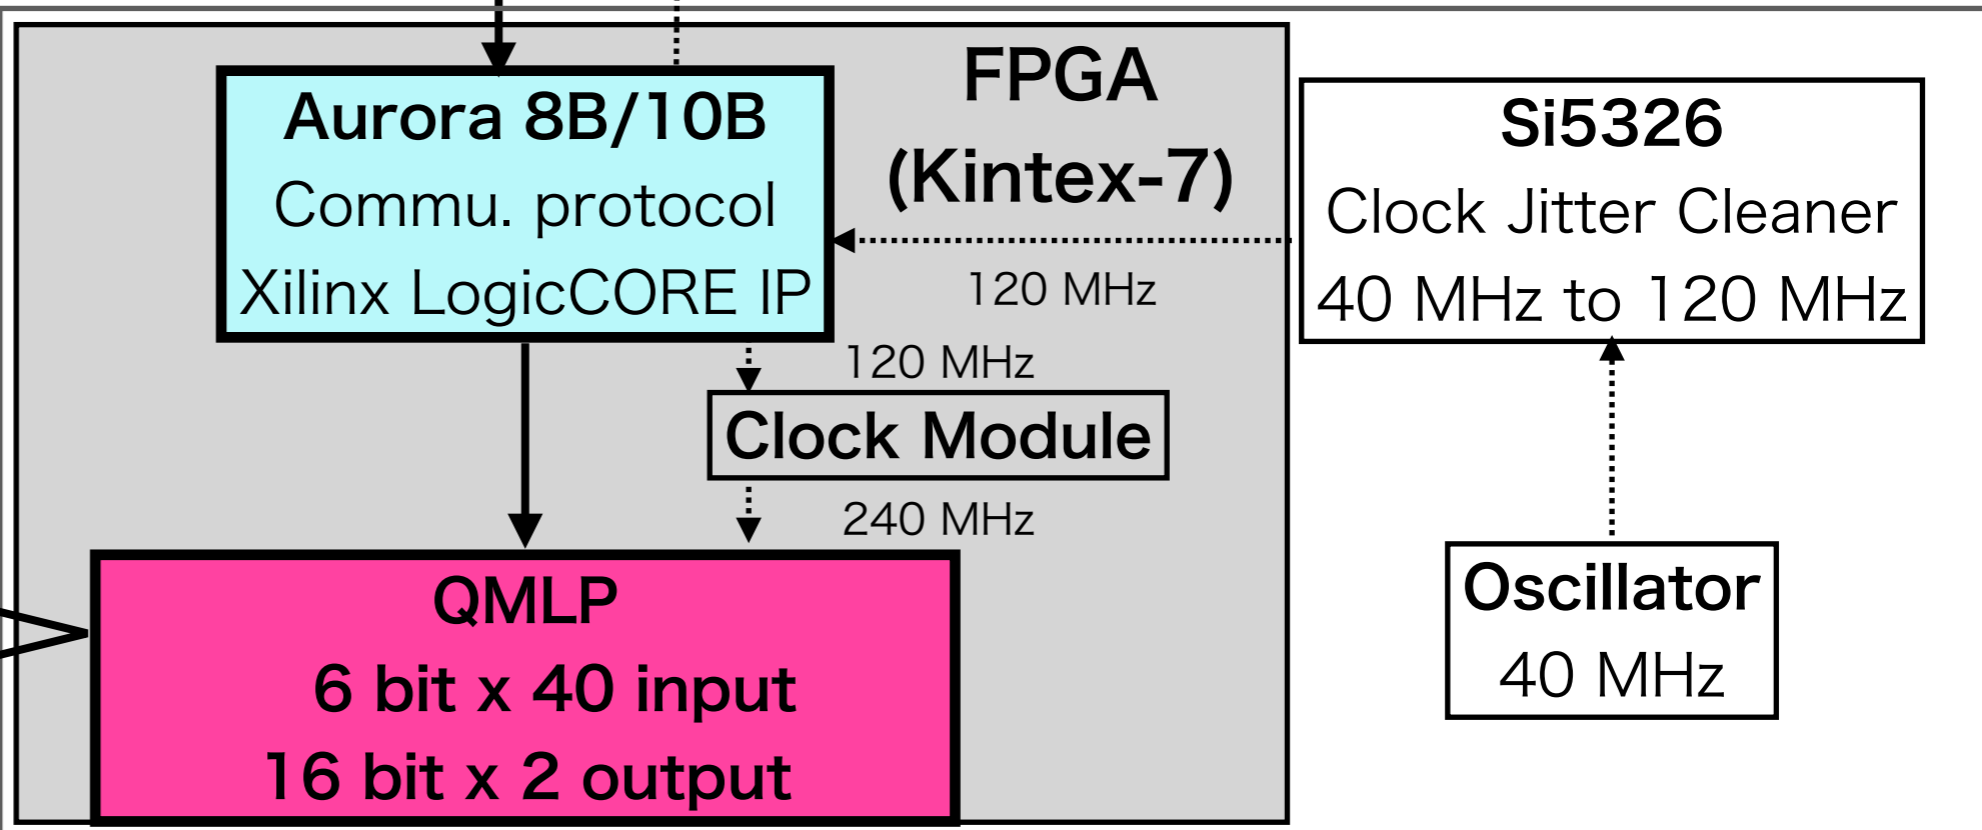 FPGA
(Kintex-7)
Aurora 8B/10B
Commu. protocol
Xilinx LogicCORE IP
Si5326
Clock Jitter Cleaner
40 MHz to 120 MHz
120 MHz
120 MHz
Clock Module
240 MHz
Oscillator
40 MHz
QMLP
6 bit x 40 input
16 bit x 2 output